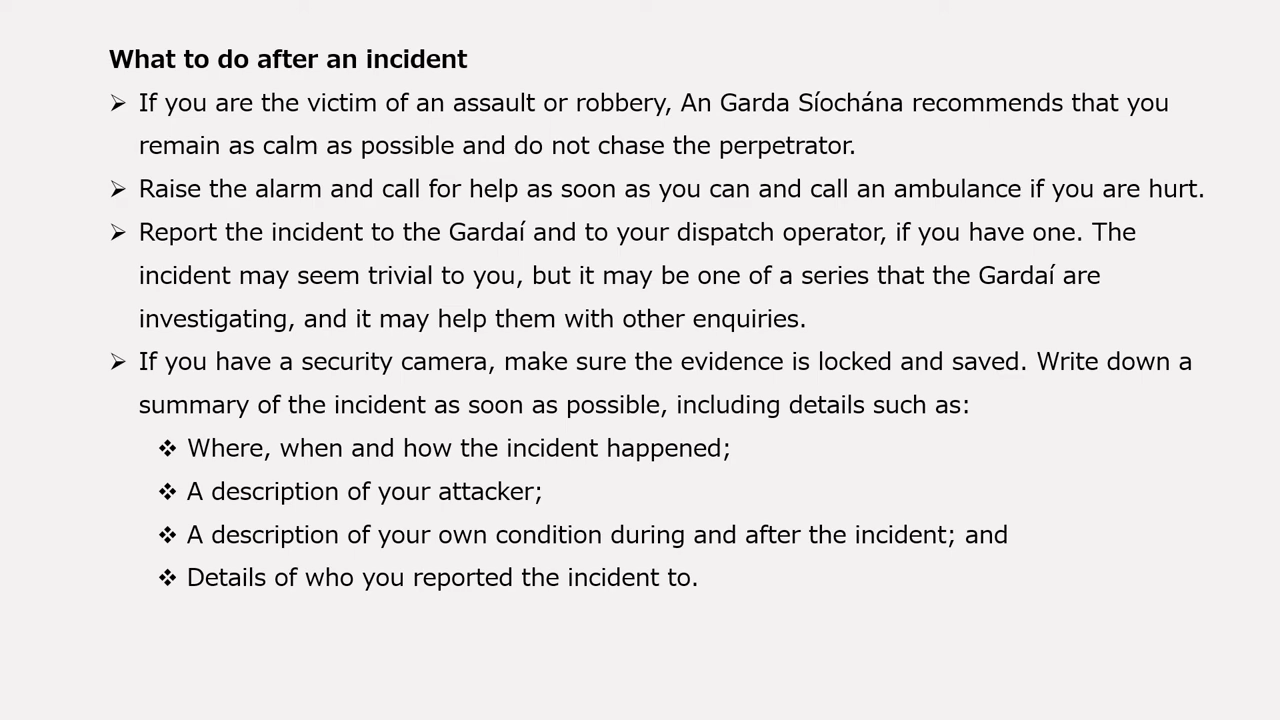 What to do after an incident
➢ If you are the victim of an assault or robbery, An Garda Síochána recommends that you
remain as calm as possible and do not chase the perpetrator.
➢ Raise the alarm and call for help as soon as you can and call an ambulance if you are hurt.
➢ Report the incident to the Gardaí and to your dispatch operator, if you have one. The
incident may seem trivial to you, but it may be one of a series that the Gardaí are
investigating, and it may help them with other enquiries.
➢ If you have a security camera, make sure the evidence is locked and saved. Write down a
summary of the incident as soon as possible, including details such as:
❖ Where, when and how the incident happened;
❖ A description of your attacker;
❖ A description of your own condition during and after the incident; and
❖ Details of who you reported the incident to.